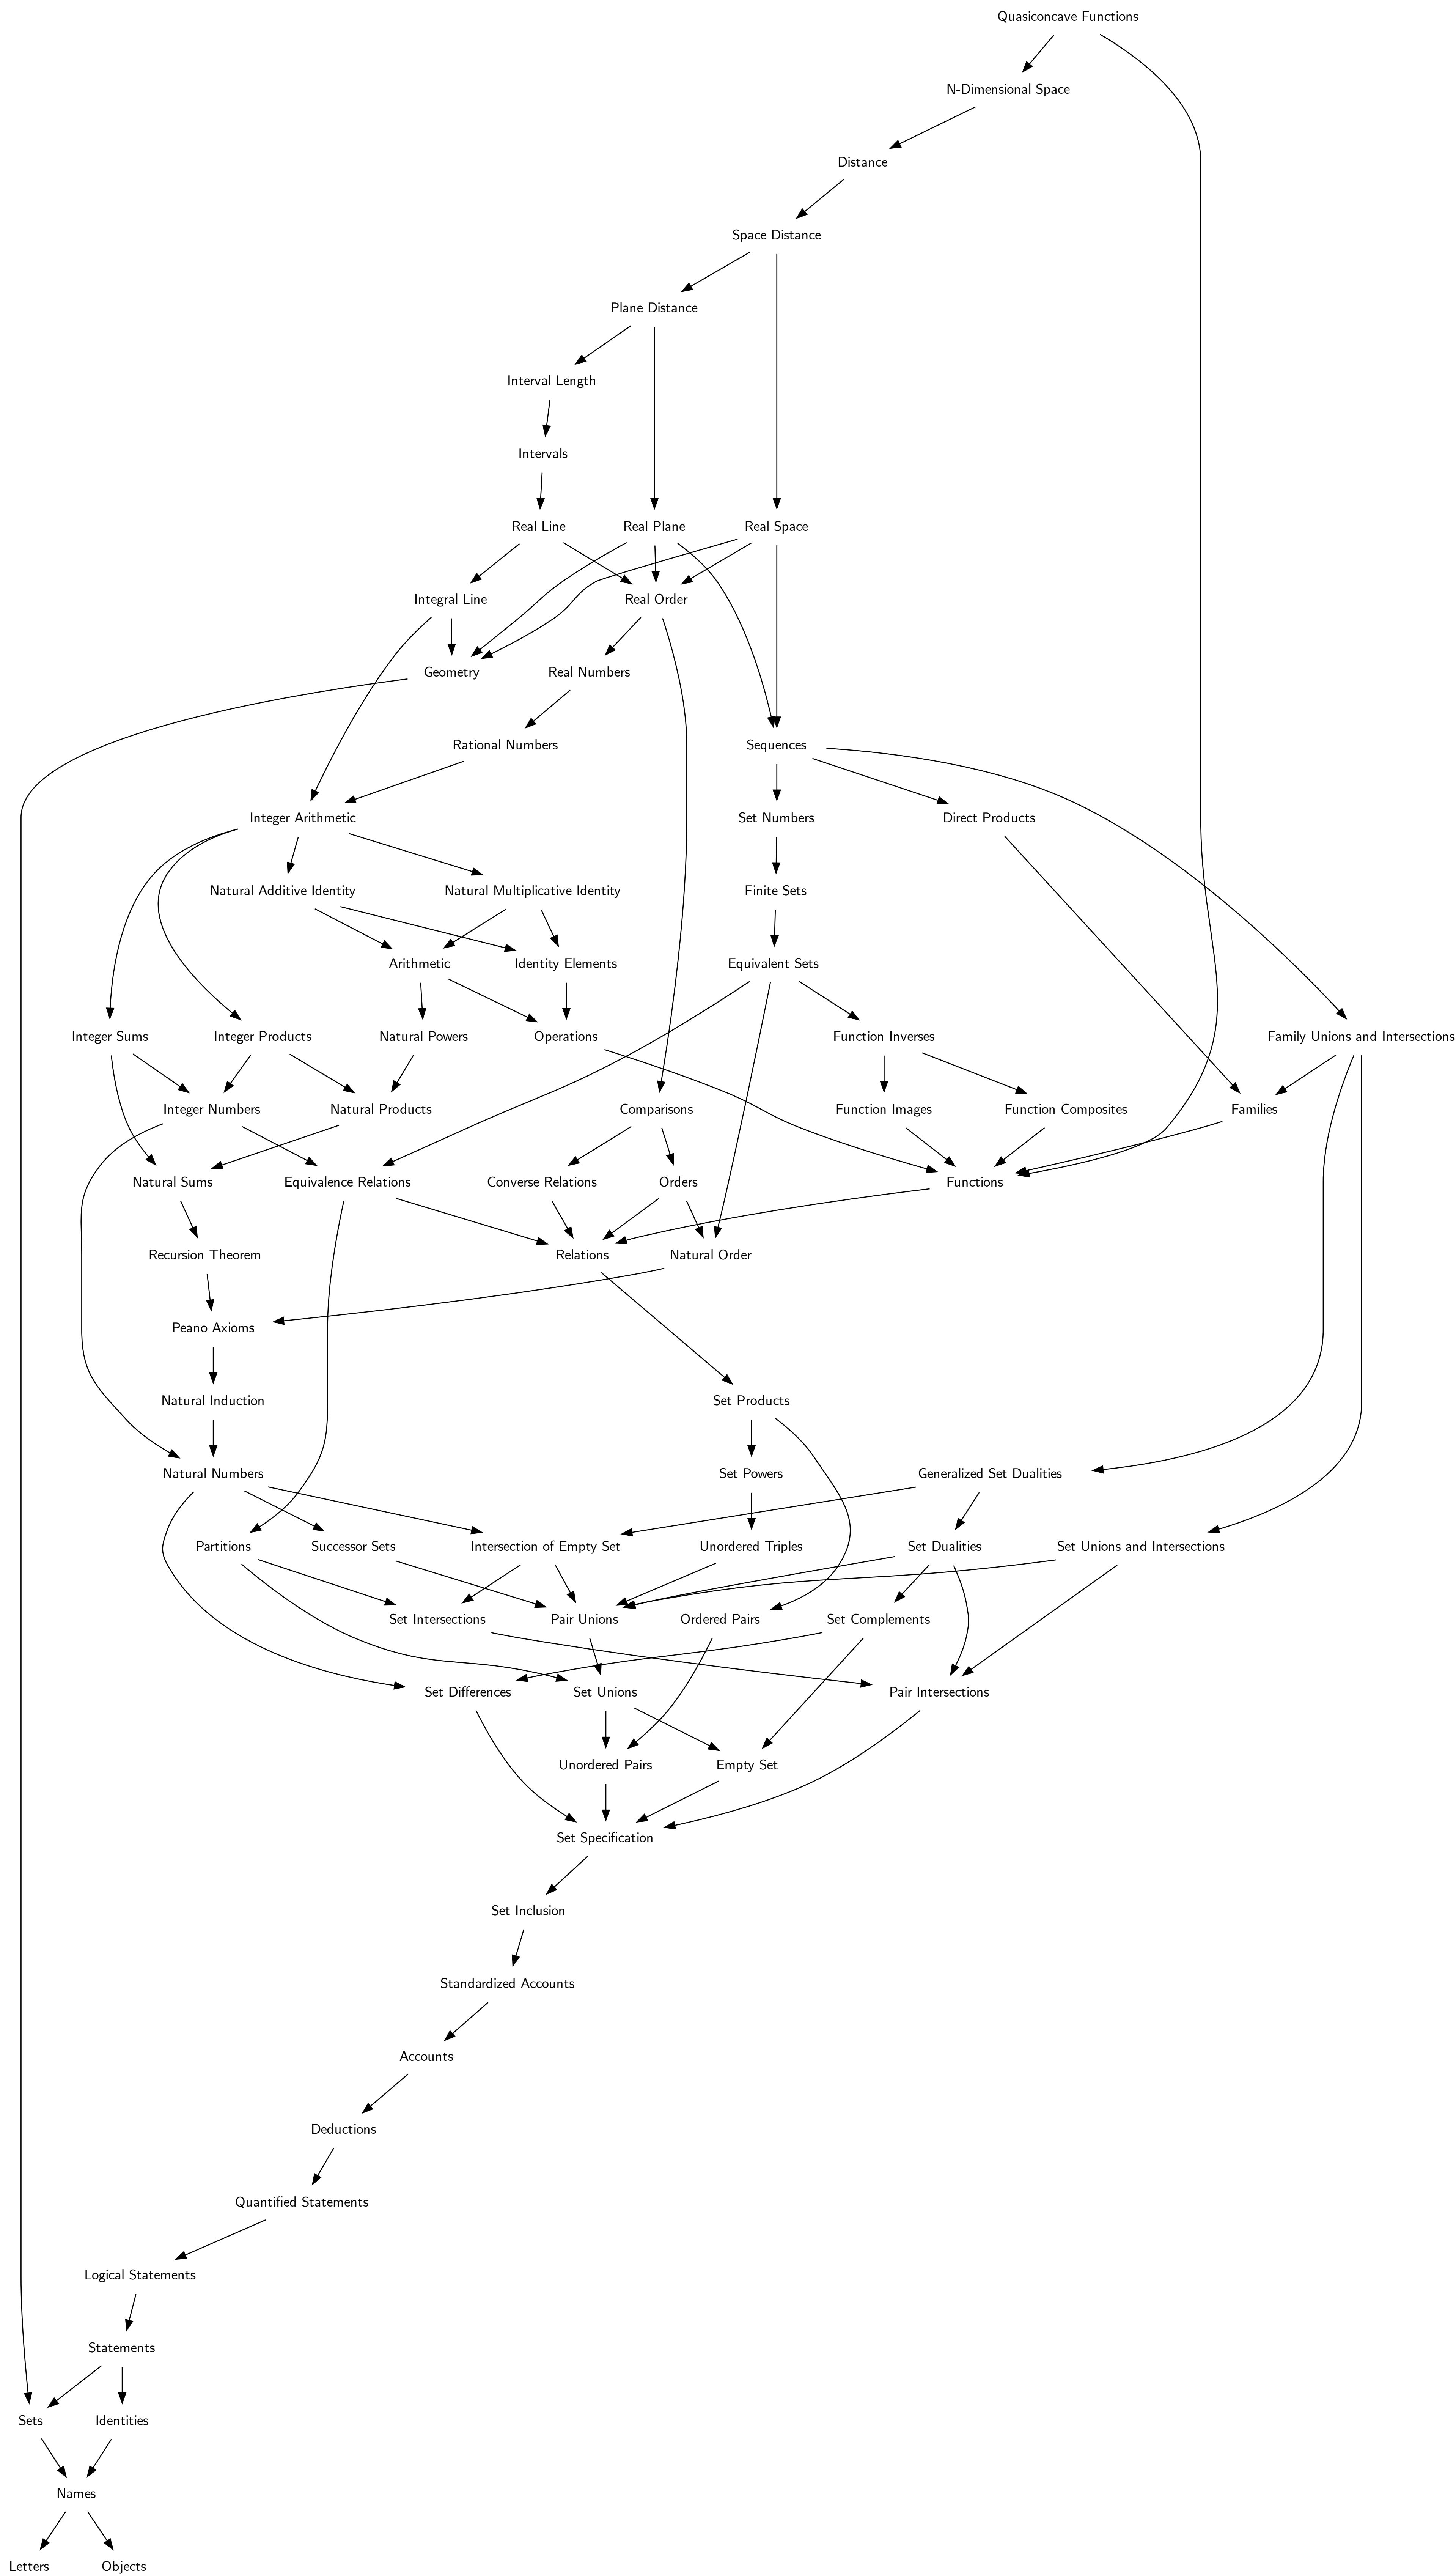 Quasiconcave Functions
N-Dimensional Space
Distance
Space Distance
Plane Distance
Interval Length
Intervals
Real Line
Real Plane
Real Space
Integral Line
Real Order
Geometry
Real Numbers
Rational Numbers
Sequences
Integer Arithmetic
Set Numbers
Direct Products
Natural Additive Identity
Natural Multiplicative Identity
Finite Sets
Arithmetic
Identity Elements
Equivalent Sets
Integer Sums
Integer Products
Natural Powers
Operations
Function Inverses
Family Unions and Intersections
Integer Numbers
Natural Products
Comparisons
Function Images
Function Composites
Families
Natural Sums
Equivalence Relations
Converse Relations
Orders
Functions
Recursion Theorem
Relations
Natural Order
Peano Axioms
Natural Induction
Set Products
Natural Numbers
Set Powers
Generalized Set Dualities
Partitions
Successor Sets
Intersection of Empty Set
Unordered Triples
Set Dualities
Set Unions and Intersections
Set Intersections
Pair Unions
Ordered Pairs
Set Complements
Set Differences
Set Unions
Pair Intersections
Unordered Pairs
Empty Set
Set Specification
Set Inclusion
Standardized Accounts
Accounts
Deductions
Quantified Statements
Logical Statements
Statements
Sets
Identities
Names
Letters
Objects